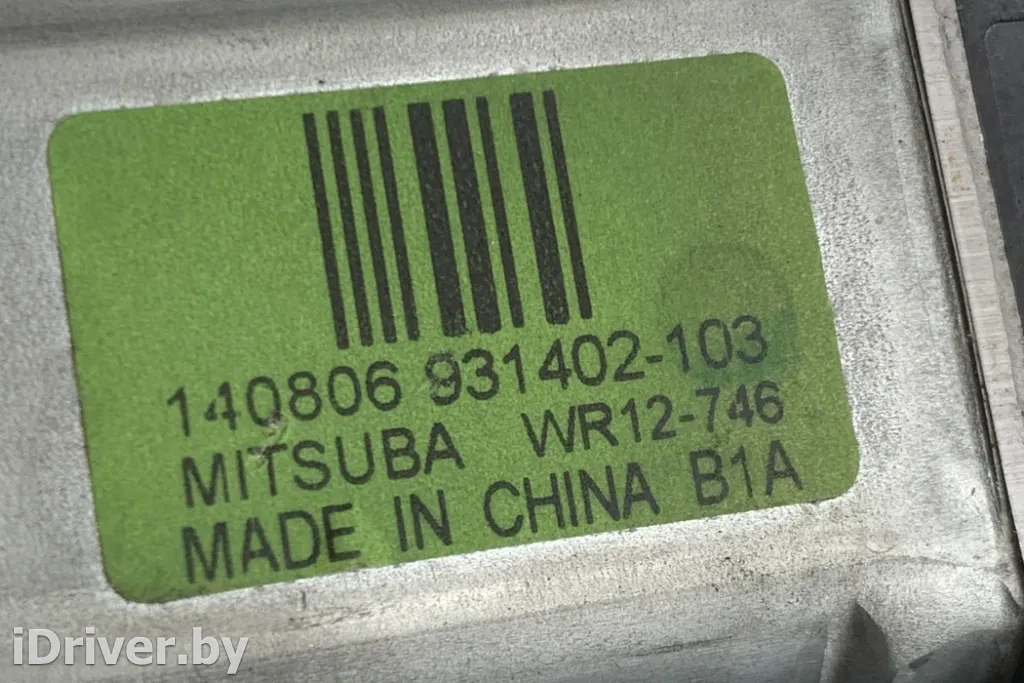 140806 931402-103
MITSUBA WR12-746
MADE IN CHINA B1A
iDriver.by